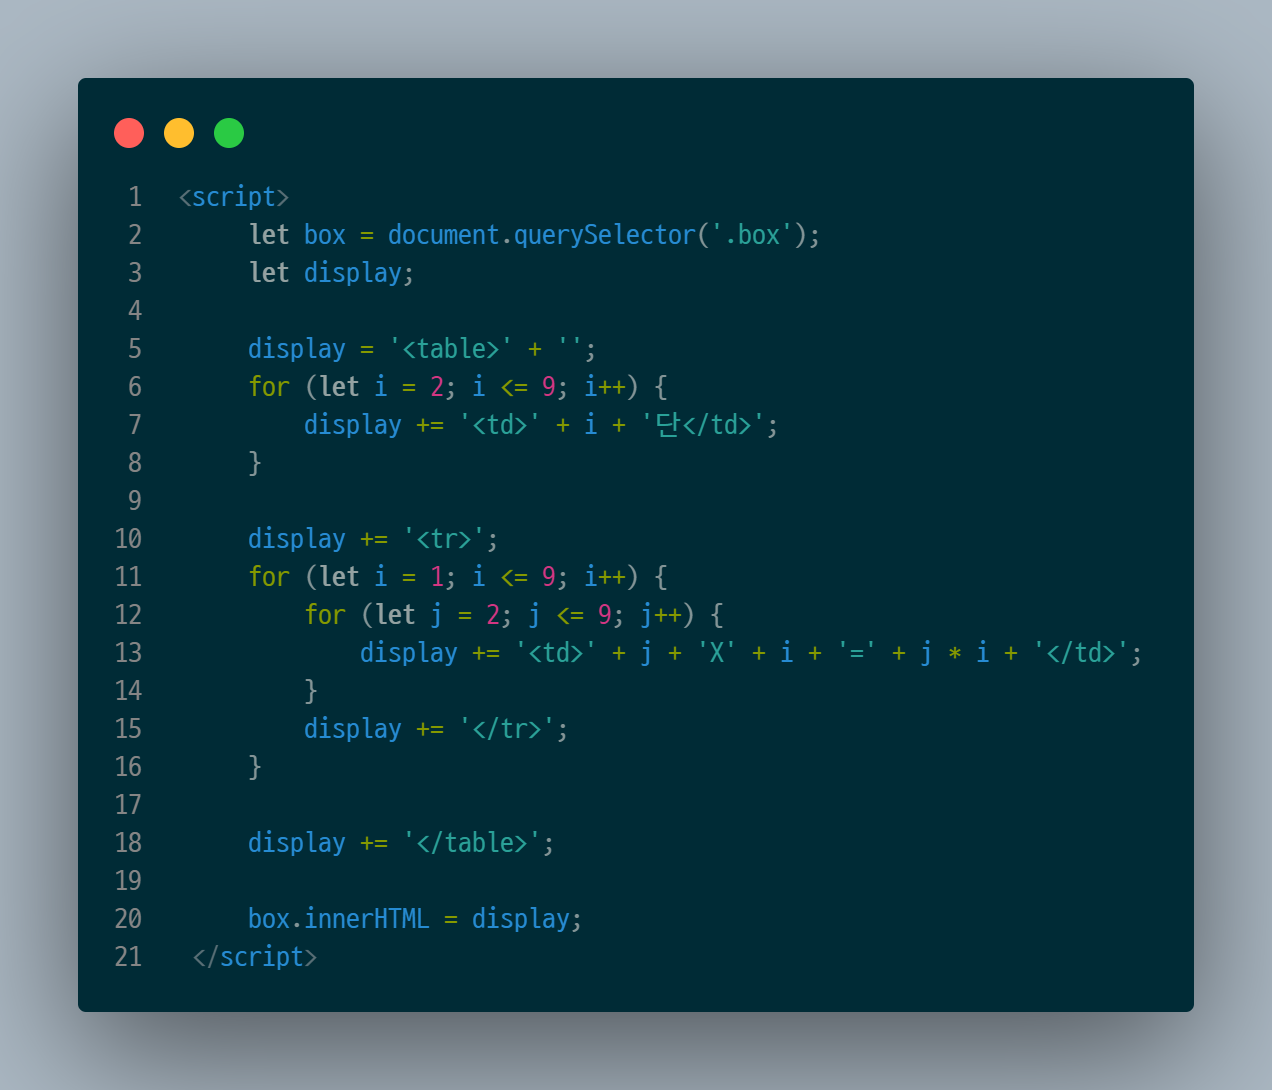 1 <script>
2 let box = document.querySelector('.box');
3 let display;
4
5 display = '<table>' + '';
6 for (let i = 2; i <= 9; i++) {
7 display += '<td>' + i + '단</td>';
8 }
9
10 display += '<tr>';
11 for (let i = 1; i <= 9; i++) {
12 for (let j = 2; j <= 9; j++) {
13 display += '<td>' + j + 'X' + i + '=' + j * i + '</td>';
14 }
15 display += '</tr>';
16 }
17
18 display += '</table>';
19
20 box.innerHTML = display;
21 </script>